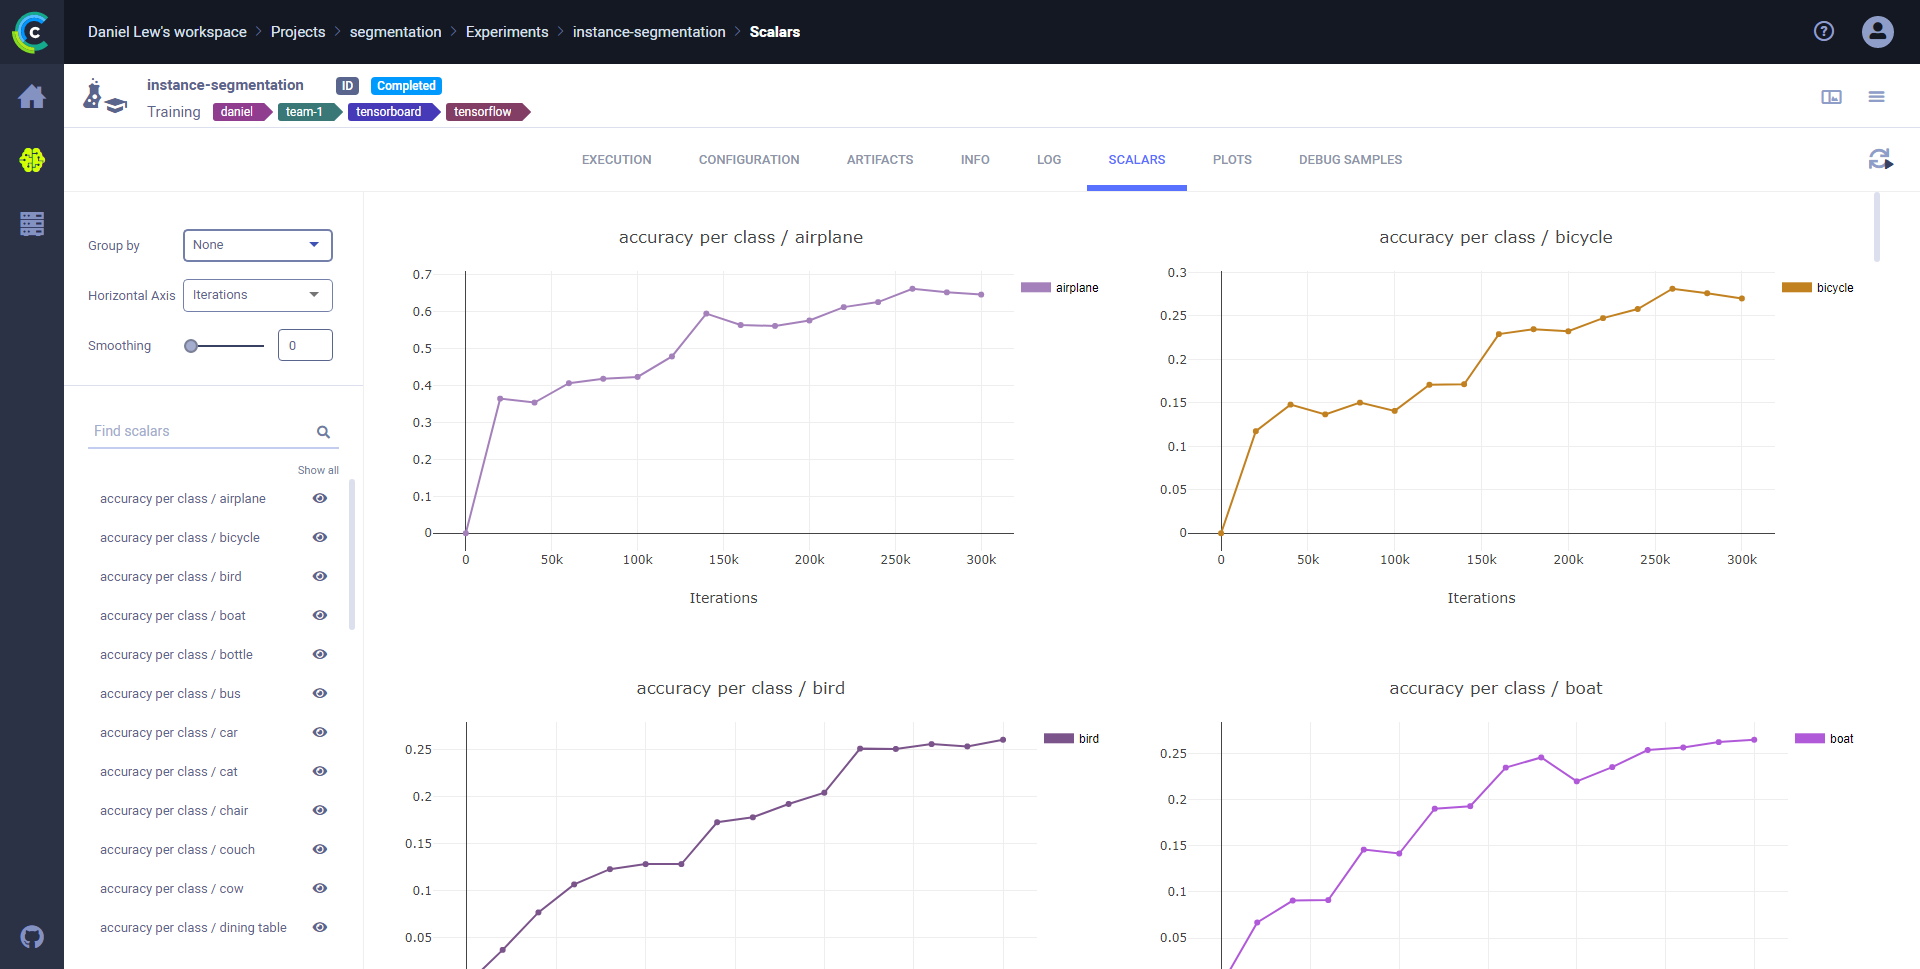 Daniel Lew's workspace > Projects > segmentation > Experiments > instance-segmentation > Scalars
instance-segmentation ID Completed
Training daniel team-1 tensorboard tensorflow
EXECUTION CONFIGURATION ARTIFACTS INFO LOG SCALARS PLOTS DEBUG SAMPLES
Group by None
Horizontal Axis Iterations
Smoothing 0
Find scalars
Show all
accuracy per class / airplane
accuracy per class / bicycle
accuracy per class / bird
accuracy per class / boat
accuracy per class / bottle
accuracy per class / bus
accuracy per class / car
accuracy per class / cat
accuracy per class / chair
accuracy per class / couch
accuracy per class / cow
accuracy per class / dining table
accuracy per class / airplane
0.7
0.6
0.5
0.4
0.3
0.2
0.1
0
0 50k 100k 150k 200k 250k 300k
Iterations
airplane
accuracy per class / bicycle
0.3
0.25
0.2
0.15
0.1
0.05
0
0 50k 100k 150k 200k 250k 300k
Iterations
bicycle
accuracy per class / bird
0.25
0.2
0.15
0.1
0.05
bird
accuracy per class / boat
0.25
0.2
0.15
0.1
0.05
boat